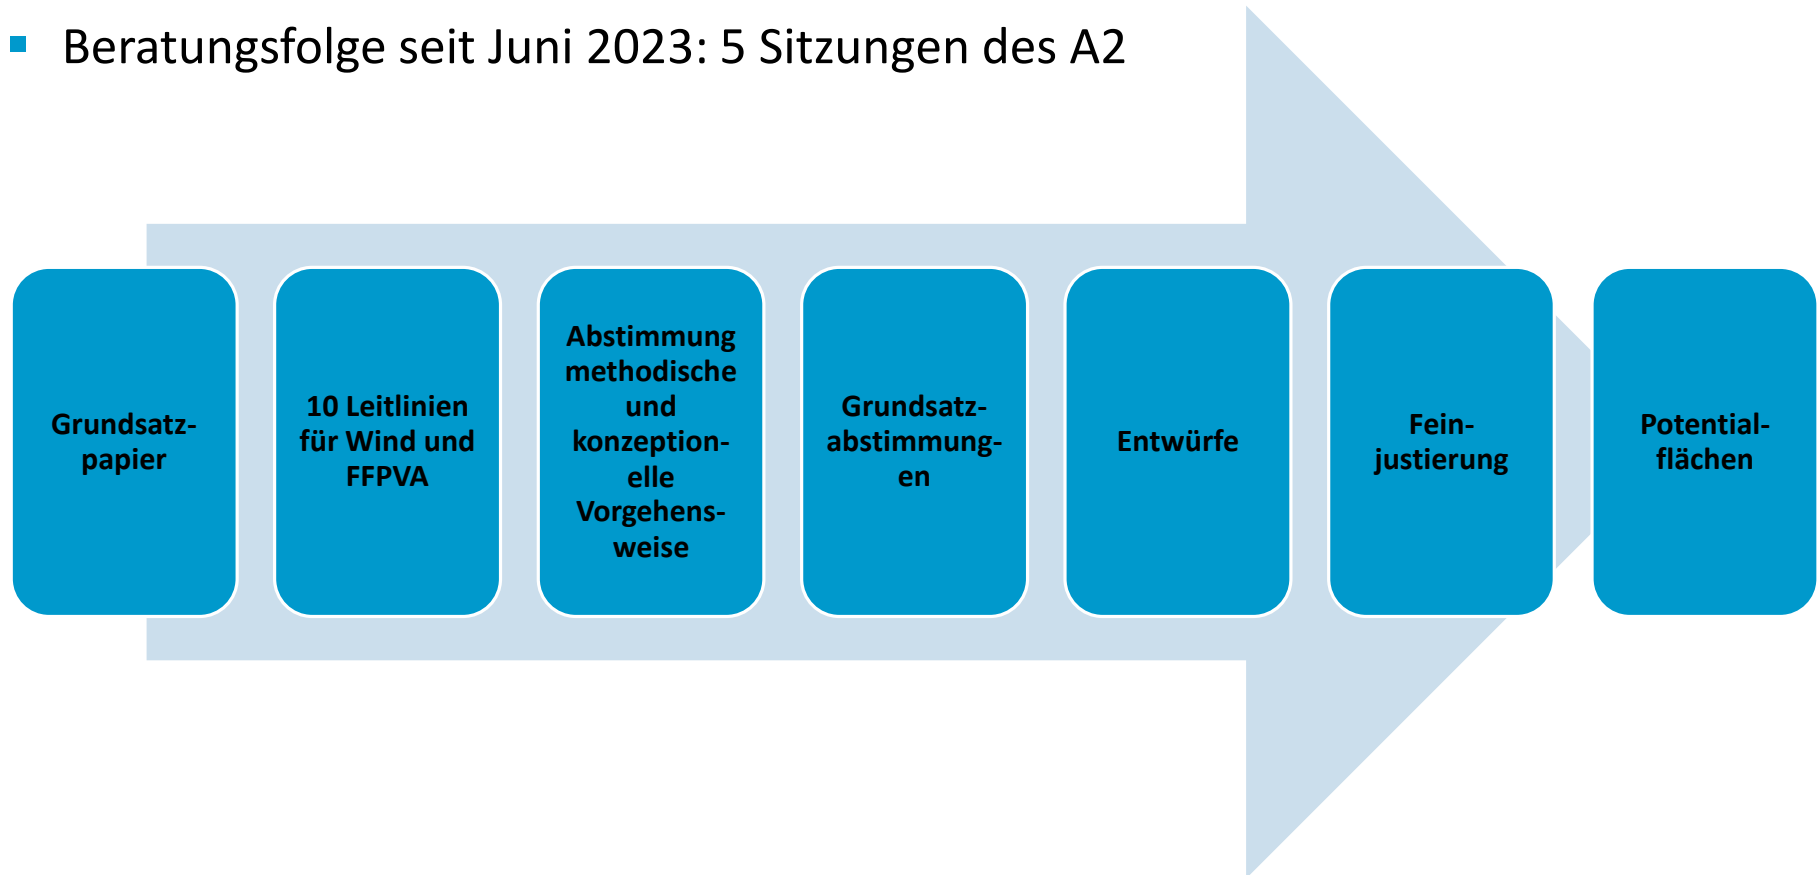 ▪ Beratungsfolge seit Juni 2023: 5 Sitzungen des A2
Grundsatz-
papier
10 Leitlinien
für Wind und
FFPVA
Abstimmung
methodische
und
konzeption-
elle
Vorgehens-
weise
Grundsatz-
abstimmung-
en
Entwürfe
Fein-
justierung
Potential-
flächen